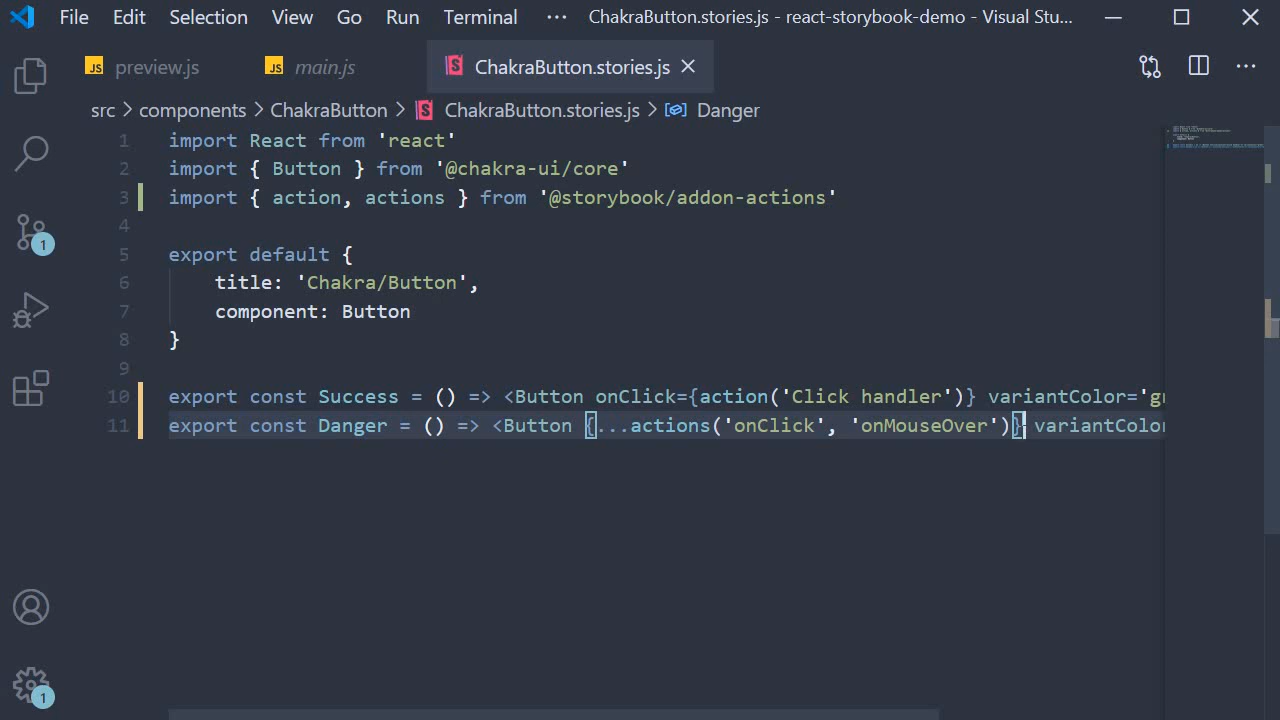 File Edit Selection View Go Run Terminal ··· ChakraButton.stories.js - react-storybook-demo - Visual Stu...
JS preview.js JS main.js S ChakraButton.stories.js
src > components > ChakraButton > S ChakraButton.stories.js > Danger
1 import React from 'react'
2 import { Button } from '@chakra-ui/core'
3 import { action, actions } from '@storybook/addon-actions'
4
5 export default {
6 title: 'Chakra/Button',
7 component: Button
8 }
9
10 export const Success = () => <Button onClick={action('Click handler')} variantColor='gr
11 export const Danger = () => <Button {...actions('onClick', 'onMouseOver')} variantColor
1
1